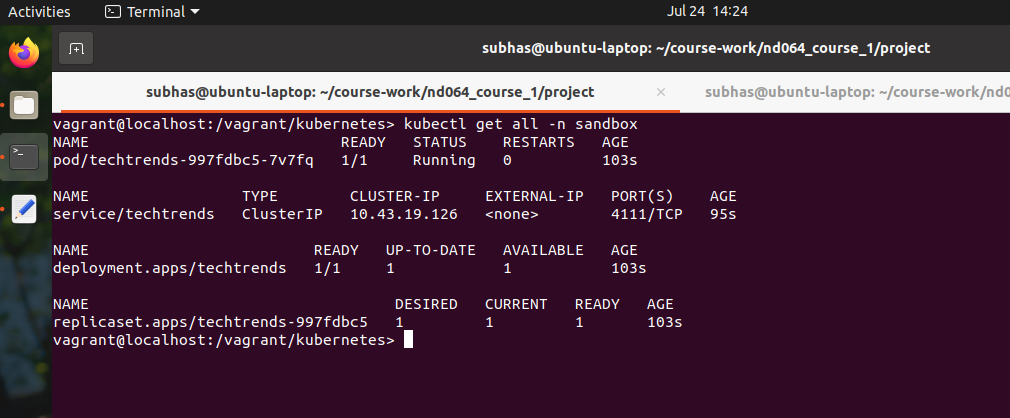 Activities Terminal Jul 24 14:24
subhas@ubuntu-laptop: ~/course-work/nd064_course_1/project
subhas@ubuntu-laptop: ~/course-work/nd064_course_1/project × subhas@ubuntu-laptop: ~/course-work/nd0
vagrant@localhost:/vagrant/kubernetes> kubectl get all -n sandbox
NAME READY STATUS RESTARTS AGE
pod/techtrends-997fdbc5-7v7fq 1/1 Running 0 103s
NAME TYPE CLUSTER-IP EXTERNAL-IP PORT(S) AGE
service/techtrends ClusterIP 10.43.19.126 <none> 4111/TCP 95s
NAME READY UP-TO-DATE AVAILABLE AGE
deployment.apps/techtrends 1/1 1 1 103s
NAME DESIRED CURRENT READY AGE
replicaset.apps/techtrends-997fdbc5 1 1 1 103s
vagrant@localhost:/vagrant/kubernetes>